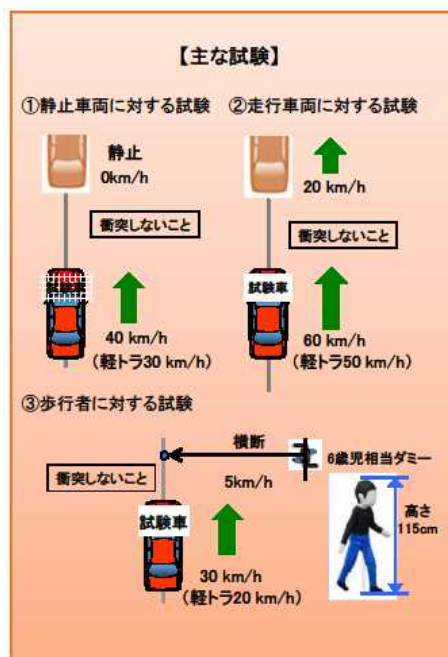 【主な試験】
①静止車両に対する試験
②走行車両に対する試験
静止
0km/h
20 km/h
衝突しないこと
衝突しないこと
試験車
試験車
40 km/h
(軽トラ30 km/h)
60 km/h
(軽トラ50 km/h)
③歩行者に対する試験
横断
6歳児相当ダミー
衝突しないこと
5km/h
高さ
115cm
試験車
30 km/h
(軽トラ20 km/h)